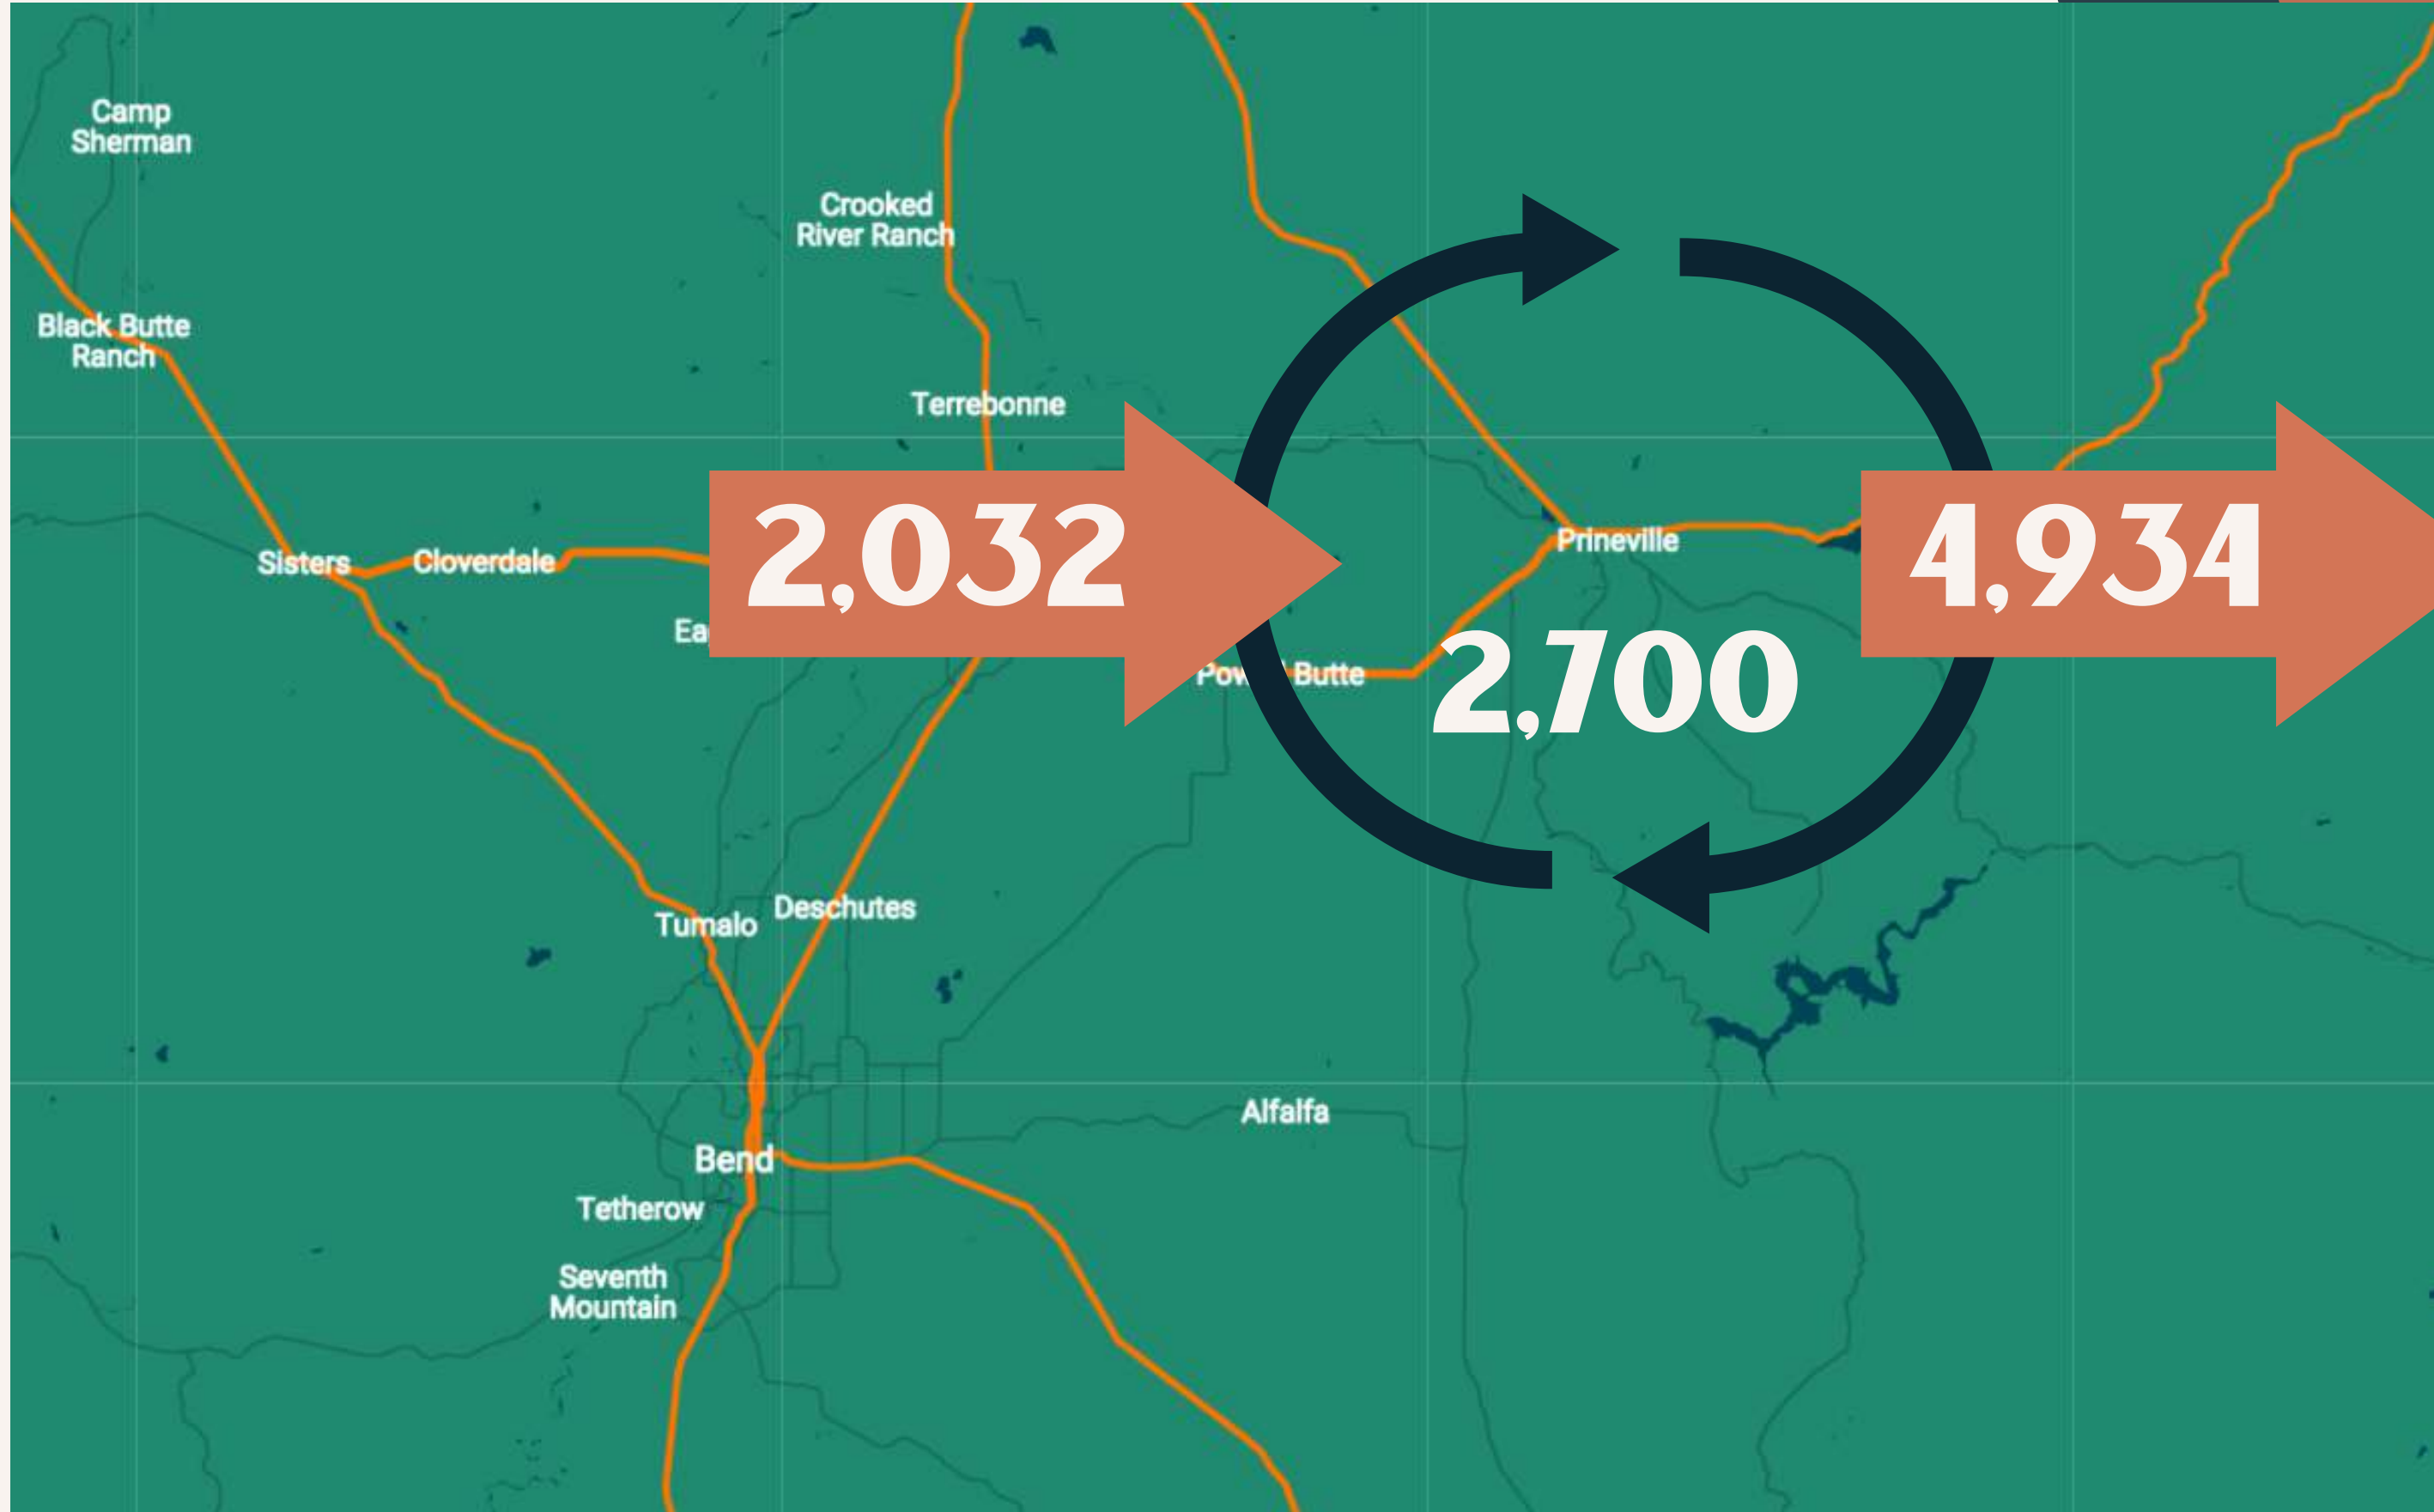 Camp
Sherman
Crooked
River Ranch
Black Butte
Ranch
Terrebonne
2,032
4,934
Prineville
Sisters
Cloverdale
2,700
Butte
Deschutes
Tumalo
Alfalfa
Bend
Tetherow
Seventh
Mountain